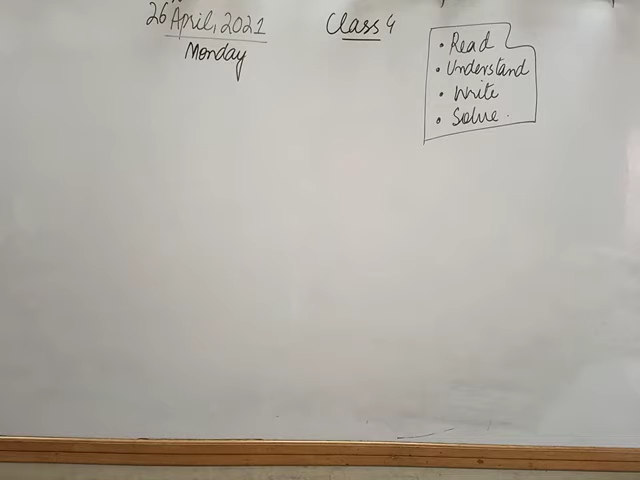 26 April, 2021
Monday
Class 4
• Read
• Understand
• Write
• Solve.